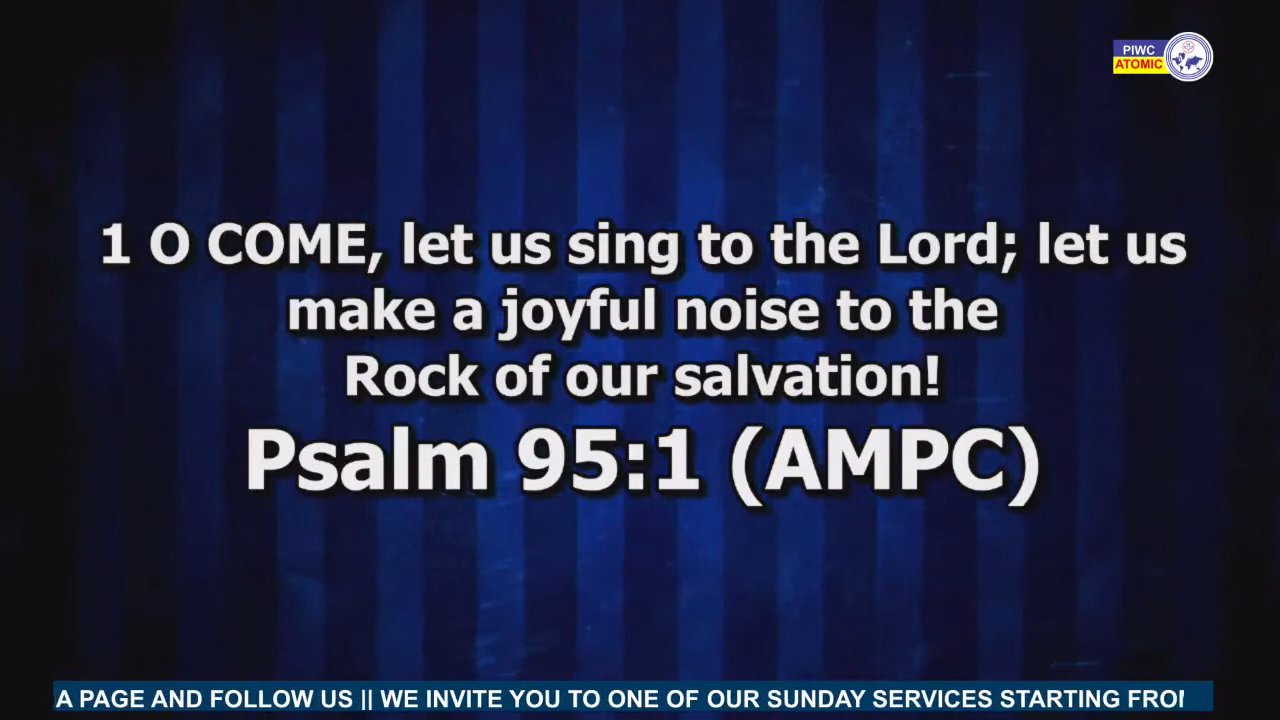 PIWC
ATOMIC
1 O COME, let us sing to the Lord; let us
make a joyful noise to the
Rock of our salvation!
Psalm 95:1 (AMPC)
A PAGE AND FOLLOW US || WE INVITE YOU TO ONE OF OUR SUNDAY SERVICES STARTING